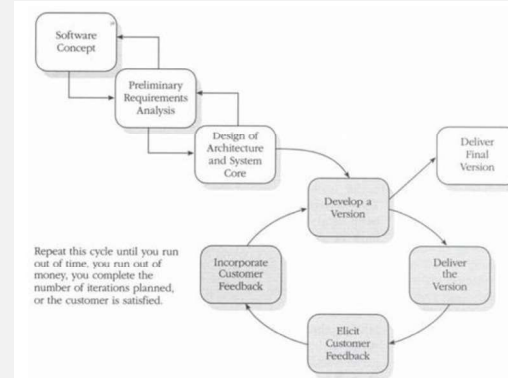 Software
Concept
Preliminary
Requirements
Analysis
Design of
Architecture
and System
Core
Deliver
Final
Version
Develop a
Version
Repeat this cycle until you run
out of time, you run out of
money, you complete the
number of iterations planned,
or the customer is satisfied.
Incorporate
Customer
Feedback
Deliver
the
Version
Elicit
Customer
Feedback